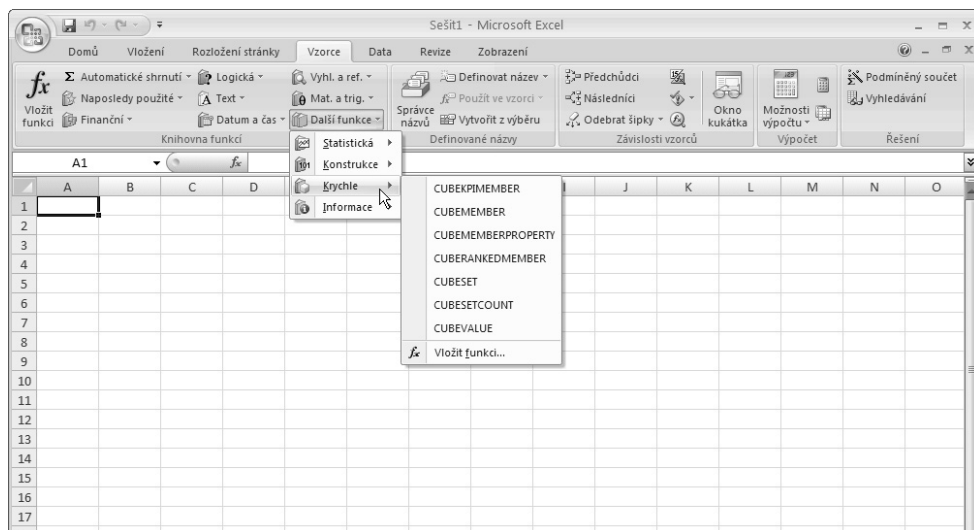 Sešit1 - Microsoft Excel
Domů Vložení Rozložení stránky Vzorce Data Revize Zobrazení
fx Vložit funkci
Σ Automatické shrnutí
Naposledy použité
Finanční
Logická
Text
Datum a čas
Vyhl. a ref.
Mat. a trig.
Další funkce
Knihovna funkcí
Správce názvů
Definovat název
Použít ve vzorci
Vytvořit z výběru
Definované názvy
Předchůdci
Následníci
Odebrat šipky
Závislosti vzorců
Okno kukátka
Možnosti výpočtu
Výpočet
Podmíněný součet
Vyhledávání
Řešení
A1 fx
Statistická
Konstrukce
Krychle
Informace
CUBEKPIMEMBER
CUBEMEMBER
CUBEMEMBERPROPERTY
CUBERANKEDMEMBER
CUBESET
CUBESETCOUNT
CUBEVALUE
fx Vložit funkci...
A B C D I J K L M N O
1
2
3
4
5
6
7
8
9
10
11
12
13
14
15
16
17